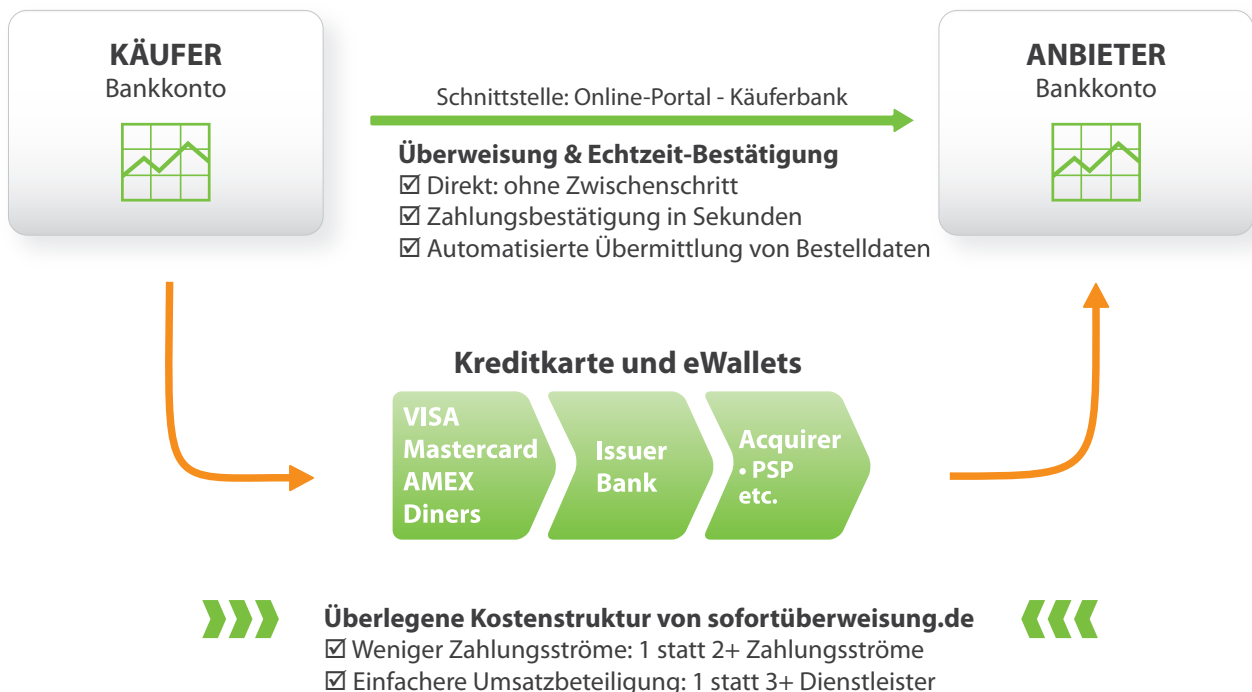 KÄUFER
Bankkonto
ANBIETER
Bankkonto
Schnittstelle: Online-Portal - Käuferbank
Überweisung & Echtzeit-Bestätigung
☑ Direkt: ohne Zwischenschritt
☑ Zahlungsbestätigung in Sekunden
☑ Automatisierte Übermittlung von Bestelldaten
Kreditkarte und eWallets
VISA
Mastercard
AMEX
Diners
Issuer
Bank
Acquirer
• PSP
etc.
Überlegene Kostenstruktur von sofortüberweisung.de
☑ Weniger Zahlungsströme: 1 statt 2+ Zahlungsströme
☑ Einfachere Umsatzbeteiligung: 1 statt 3+ Dienstleister